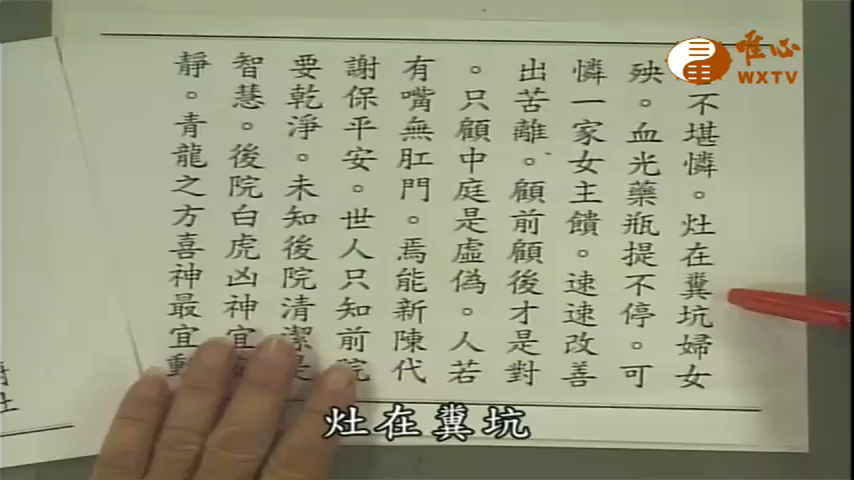 唯心
WXTV
不堪憐。灶在糞坑婦女
殃。血光藥瓶提不停。可
憐一家女主饋。速速改善
出苦離。顧前顧後才是對
。只顧中庭是虛偽。人若
有嘴無肛門。焉能新陳代
謝保平安。世人只知前院
要乾淨。未知後院清潔是
智慧。後院白虎凶神宜
靜。青龍之方喜神最宜動
灶在糞坑